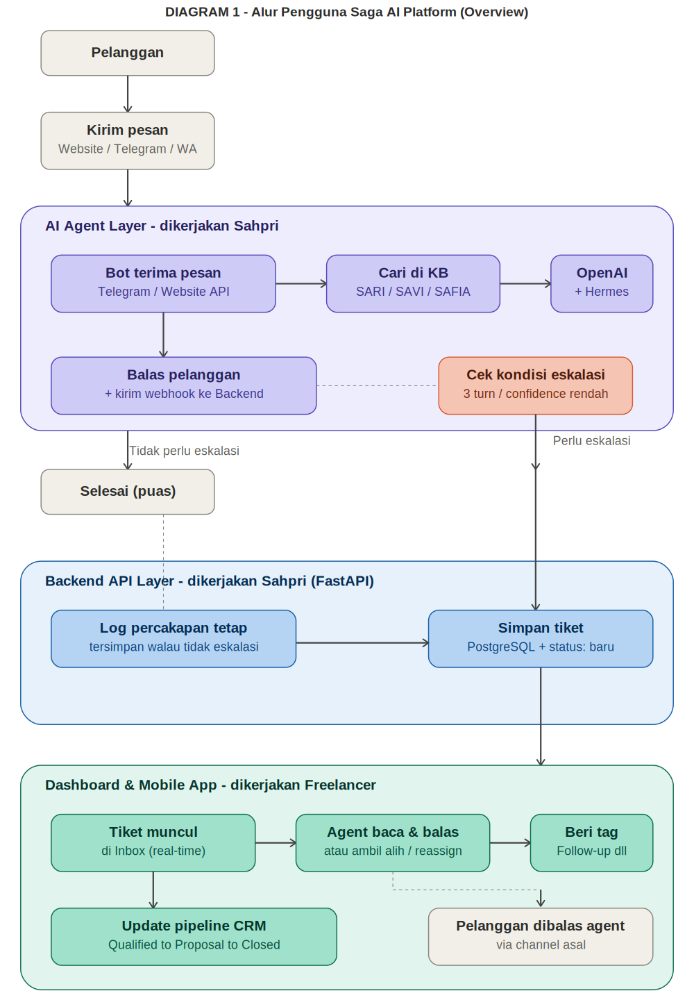 DIAGRAM 1 - Alur Pengguna Saga AI Platform (Overview)
Pelanggan
Kirim pesan
Website / Telegram / WA
AI Agent Layer - dikerjakan Sahpri
Bot terima pesan
Telegram / Website API
Cari di KB
SARI / SAVI / SAFIA
OpenAI
+ Hermes
Balas pelanggan
+ kirim webhook ke Backend
Cek kondisi eskalasi
3 turn / confidence rendah
Tidak perlu eskalasi
Perlu eskalasi
Selesai (puas)
Backend API Layer - dikerjakan Sahpri (FastAPI)
Log percakapan tetap
tersimpan walau tidak eskalasi
Simpan tiket
PostgreSQL + status: baru
Dashboard & Mobile App - dikerjakan Freelancer
Tiket muncul
di Inbox (real-time)
Agent baca & balas
atau ambil alih / reassign
Beri tag
Follow-up dll
Update pipeline CRM
Qualified to Proposal to Closed
Pelanggan dibalas agent
via channel asal